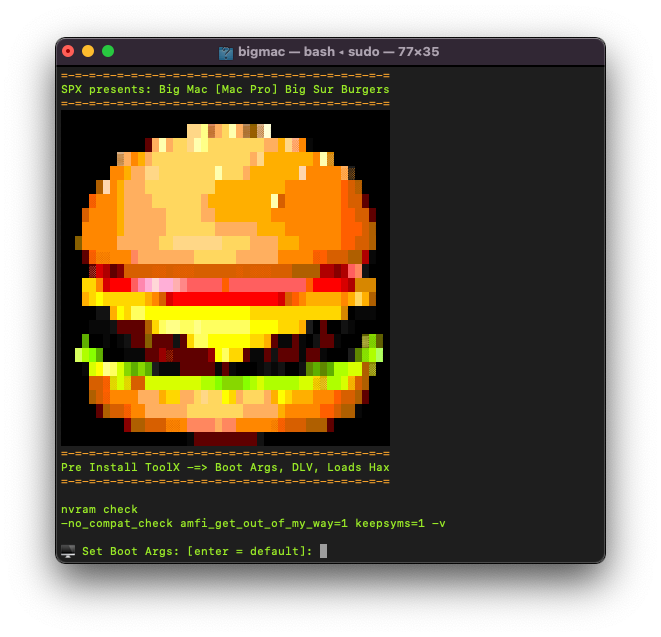 bigmac — bash ◂ sudo — 77×35
=-=-=-=-=-=-=-=-=-=-=-=-=-=-=-=-=-=-=-=-=-=-=-=
SPX presents: Big Mac [Mac Pro] Big Sur Burgers
=-=-=-=-=-=-=-=-=-=-=-=-=-=-=-=-=-=-=-=-=-=-=-=
=-=-=-=-=-=-=-=-=-=-=-=-=-=-=-=-=-=-=-=-=-=-=-=
Pre Install ToolX -=> Boot Args, DLV, Loads Hax
=-=-=-=-=-=-=-=-=-=-=-=-=-=-=-=-=-=-=-=-=-=-=-=
nvram check
-no_compat_check amfi_get_out_of_my_way=1 keepsyms=1 -v
Set Boot Args: [enter = default]: